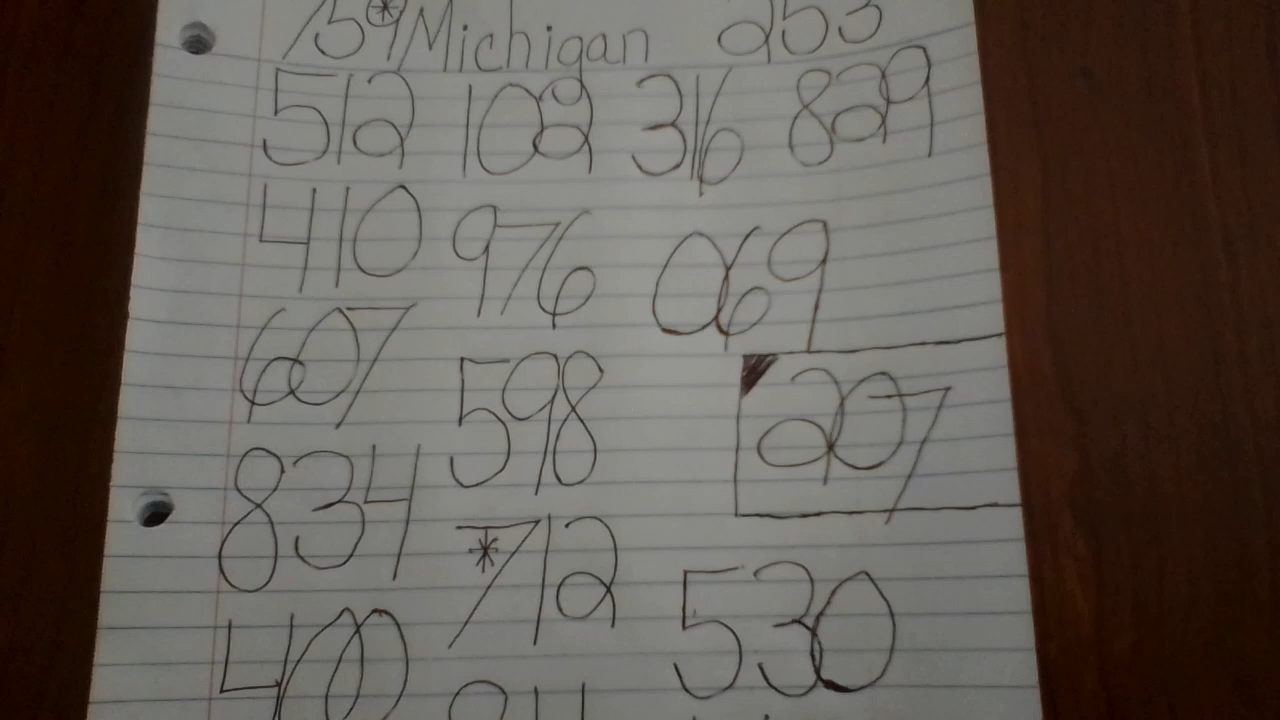 759 Michigan 253
512 102 316 829
410 976 069
607 598 207
834 *712 530
400